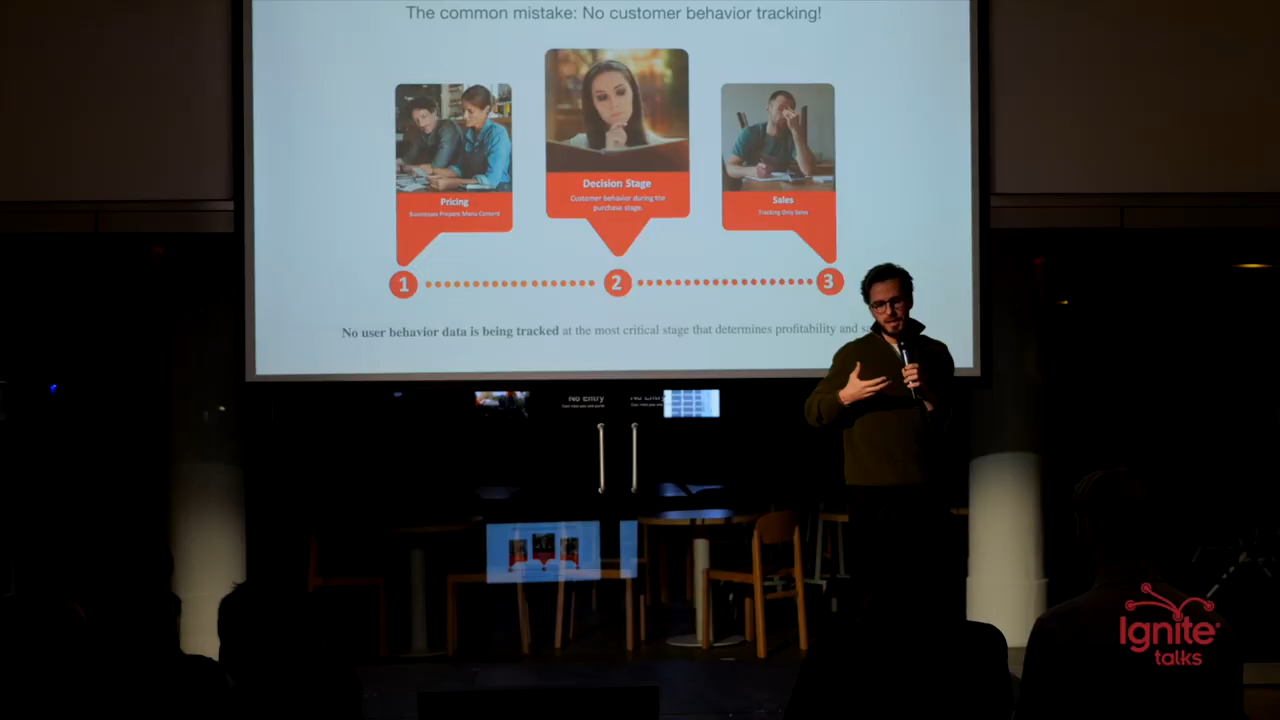 The common mistake: No customer behavior tracking!
Pricing
Businesses Prepare Menu Content
Decision Stage
Customer behavior during the
purchase stage.
Sales
Tracking Only Sales
1
2
3
No user behavior data is being tracked at the most critical stage that determines profitability and
No Entry
Ignite
talks